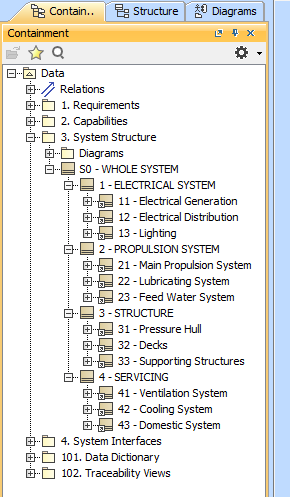 Contain.. Structure Diagrams
Containment
Data
Relations
1. Requirements
2. Capabilities
3. System Structure
Diagrams
S0 - WHOLE SYSTEM
1 - ELECTRICAL SYSTEM
11 - Electrical Generation
12 - Electrical Distribution
13 - Lighting
2 - PROPULSION SYSTEM
21 - Main Propulsion System
22 - Lubricating System
23 - Feed Water System
3 - STRUCTURE
31 - Pressure Hull
32 - Decks
33 - Supporting Structures
4 - SERVICING
41 - Ventilation System
42 - Cooling System
43 - Domestic System
4. System Interfaces
101. Data Dictionary
102. Traceability Views